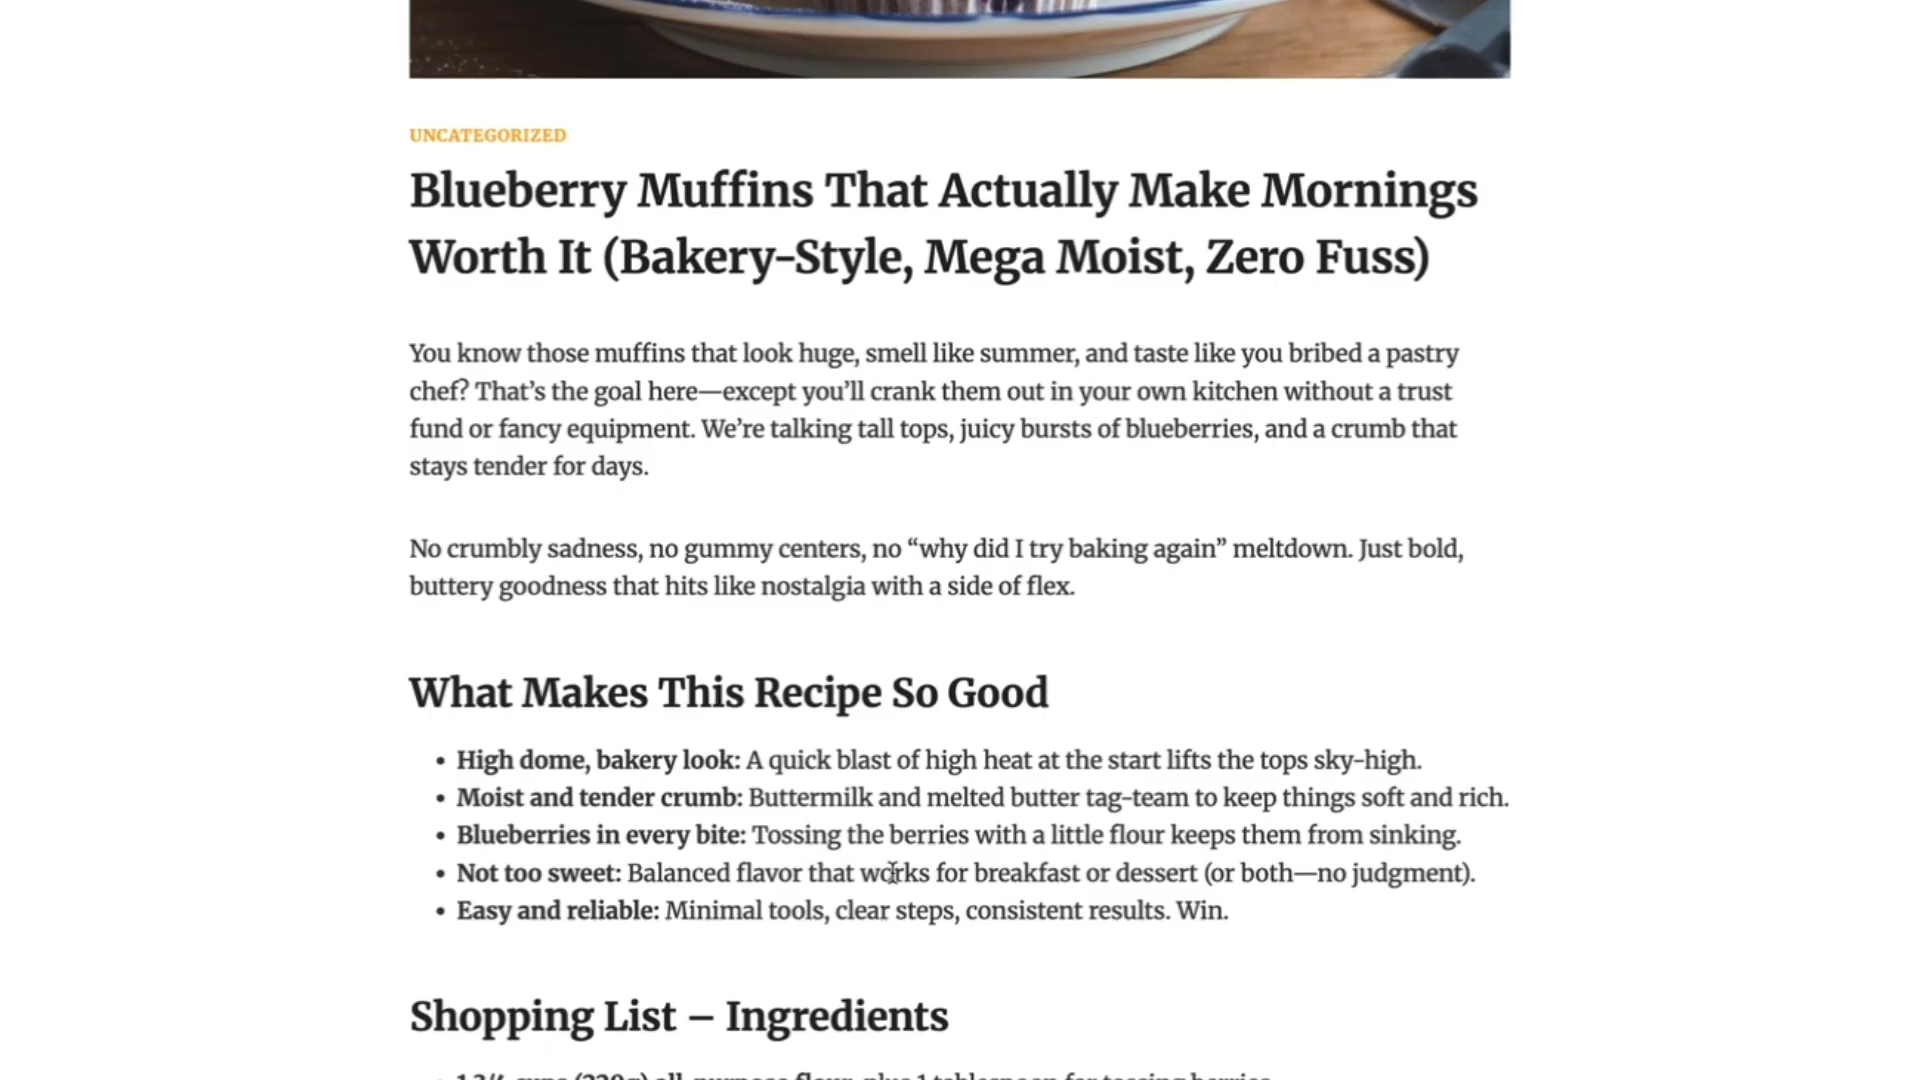 UNCATEGORIZED
Blueberry Muffins That Actually Make Mornings
Worth It (Bakery-Style, Mega Moist, Zero Fuss)
You know those muffins that look huge, smell like summer, and taste like you bribed a pastry
chef? That’s the goal here—except you’ll crank them out in your own kitchen without a trust
fund or fancy equipment. We’re talking tall tops, juicy bursts of blueberries, and a crumb that
stays tender for days.
No crumbly sadness, no gummy centers, no “why did I try baking again” meltdown. Just bold,
buttery goodness that hits like nostalgia with a side of flex.
What Makes This Recipe So Good
• High dome, bakery look: A quick blast of high heat at the start lifts the tops sky-high.
• Moist and tender crumb: Buttermilk and melted butter tag-team to keep things soft and rich.
• Blueberries in every bite: Tossing the berries with a little flour keeps them from sinking.
• Not too sweet: Balanced flavor that works for breakfast or dessert (or both—no judgment).
• Easy and reliable: Minimal tools, clear steps, consistent results. Win.
Shopping List – Ingredients
all-purpose flour, plus 1 tablespoon for tossing berries